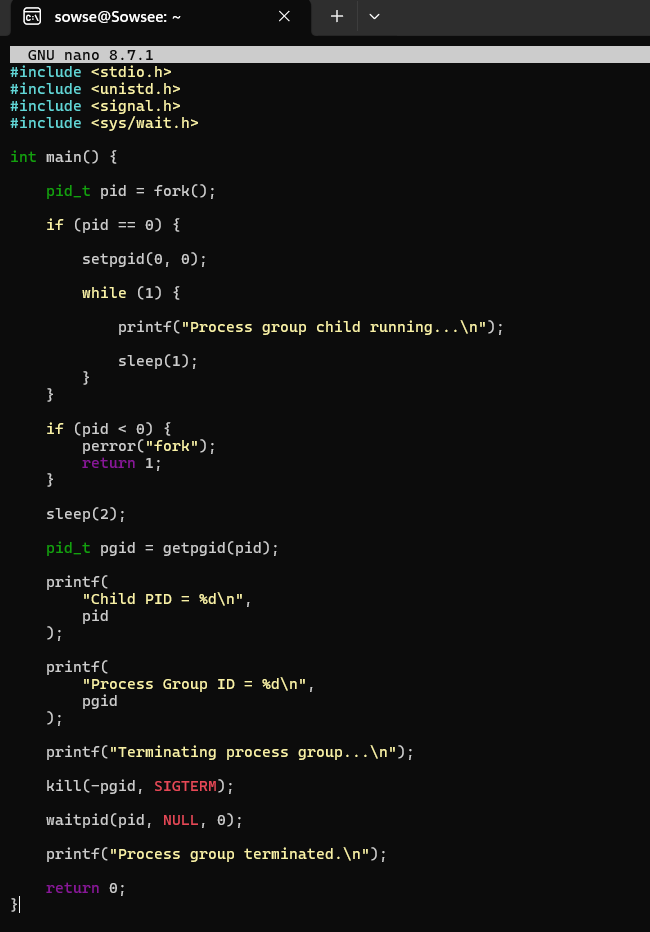 sowse@Sowsee: ~
GNU nano 8.7.1
#include <stdio.h>
#include <unistd.h>
#include <signal.h>
#include <sys/wait.h>
int main() {
    pid_t pid = fork();
    if (pid == 0) {
        setpgid(0, 0);
        while (1) {
            printf("Process group child running...\n");
            sleep(1);
        }
    }
    if (pid < 0) {
        perror("fork");
        return 1;
    }
    sleep(2);
    pid_t pgid = getpgid(pid);
    printf(
        "Child PID = %d\n",
        pid
    );
    printf(
        "Process Group ID = %d\n",
        pgid
    );
    printf("Terminating process group...\n");
    kill(-pgid, SIGTERM);
    waitpid(pid, NULL, 0);
    printf("Process group terminated.\n");
    return 0;
}